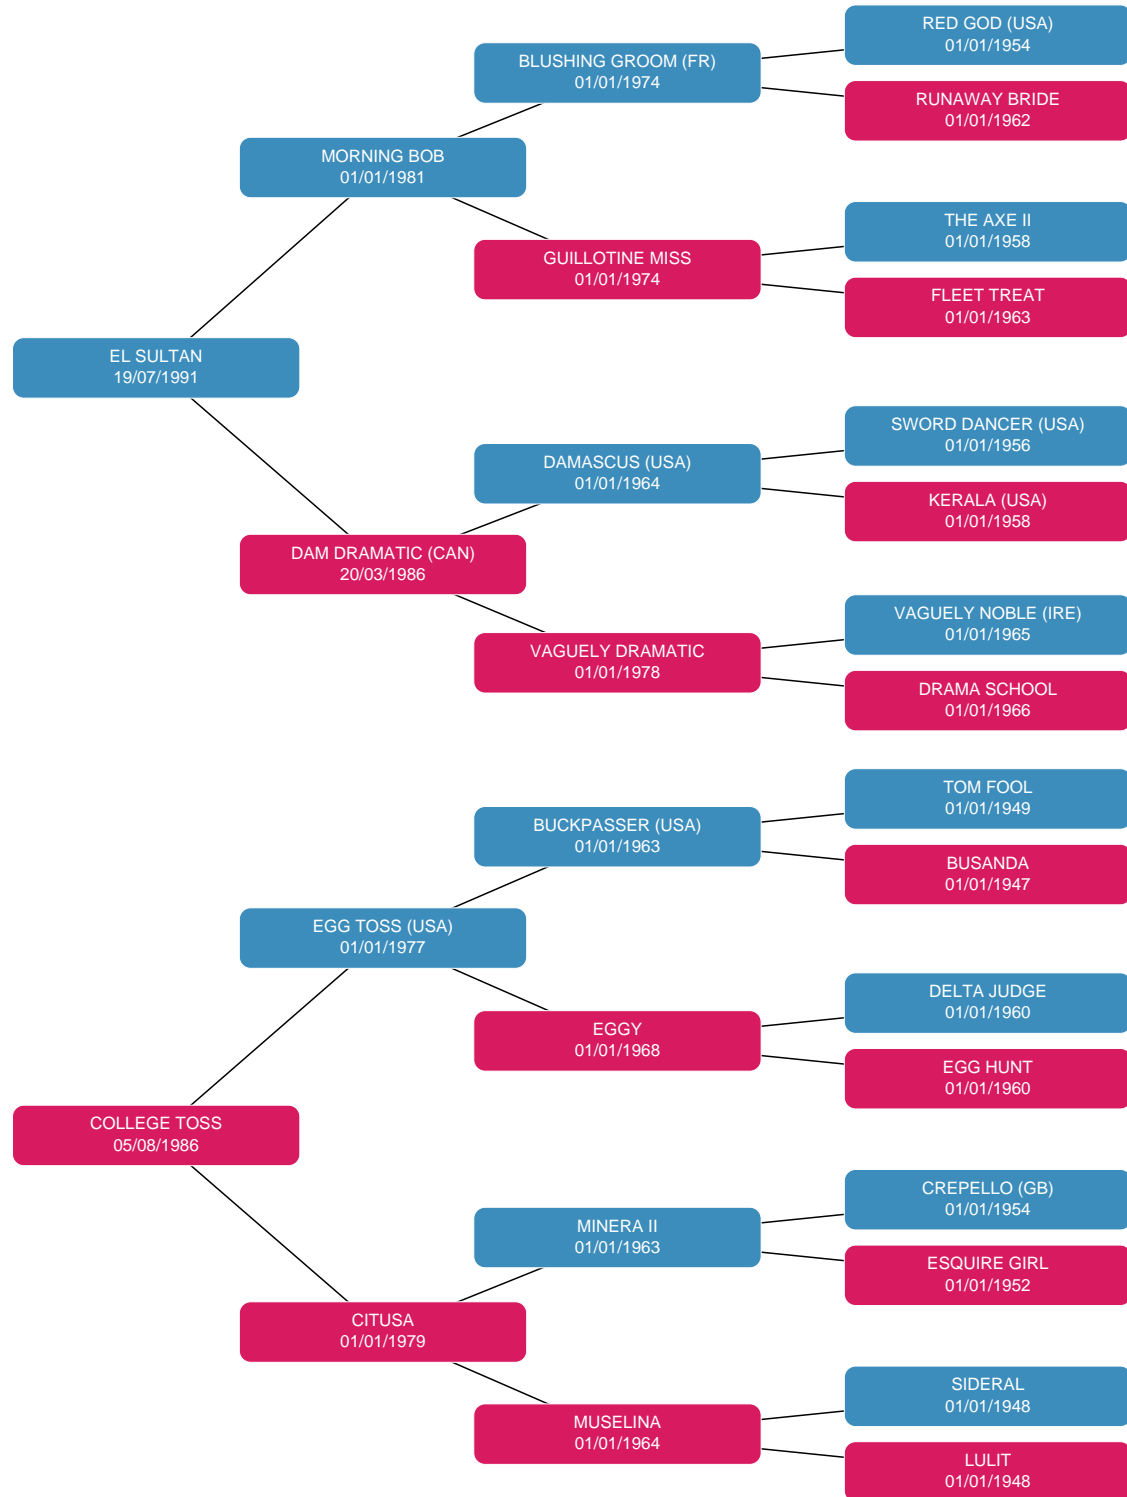 RED GOD (USA)
01/01/1954
BLUSHING GROOM (FR)
01/01/1974
RUNAWAY BRIDE
01/01/1962
MORNING BOB
01/01/1981
THE AXE II
01/01/1958
GUILLOTINE MISS
01/01/1974
FLEET TREAT
01/01/1963
EL SULTAN
19/07/1991
SWORD DANCER (USA)
01/01/1956
DAMASCUS (USA)
01/01/1964
KERALA (USA)
01/01/1958
DAM DRAMATIC (CAN)
20/03/1986
VAGUELY NOBLE (IRE)
01/01/1965
VAGUELY DRAMATIC
01/01/1978
DRAMA SCHOOL
01/01/1966
TOM FOOL
01/01/1949
BUCKPASSER (USA)
01/01/1963
BUSANDA
01/01/1947
EGG TOSS (USA)
01/01/1977
DELTA JUDGE
01/01/1960
EGGY
01/01/1968
EGG HUNT
01/01/1960
COLLEGE TOSS
05/08/1986
CREPELLO (GB)
01/01/1954
MINERA II
01/01/1963
ESQUIRE GIRL
01/01/1952
CITUSA
01/01/1979
SIDERAL
01/01/1948
MUSELINA
01/01/1964
LULIT
01/01/1948